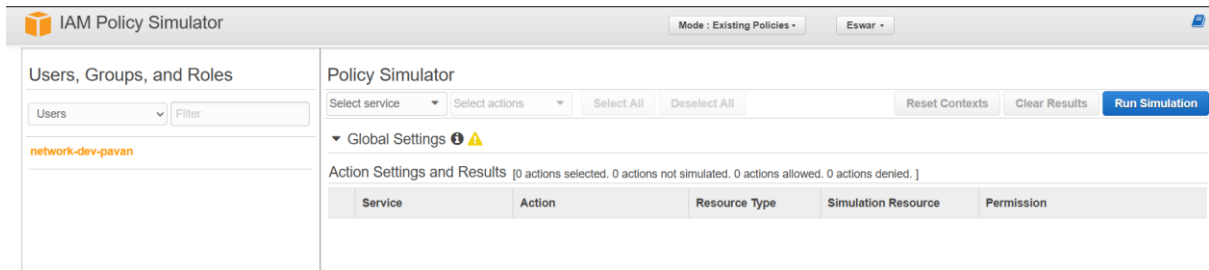 IAM Policy Simulator
Mode : Existing Policies
Eswar
Users, Groups, and Roles
Users
Filter
network-dev-pavan
Policy Simulator
Select service
Select actions
Select All
Deselect All
Reset Contexts
Clear Results
Run Simulation
Global Settings
Action Settings and Results [0 actions selected. 0 actions not simulated. 0 actions allowed. 0 actions denied. ]
Service Action Resource Type Simulation Resource Permission